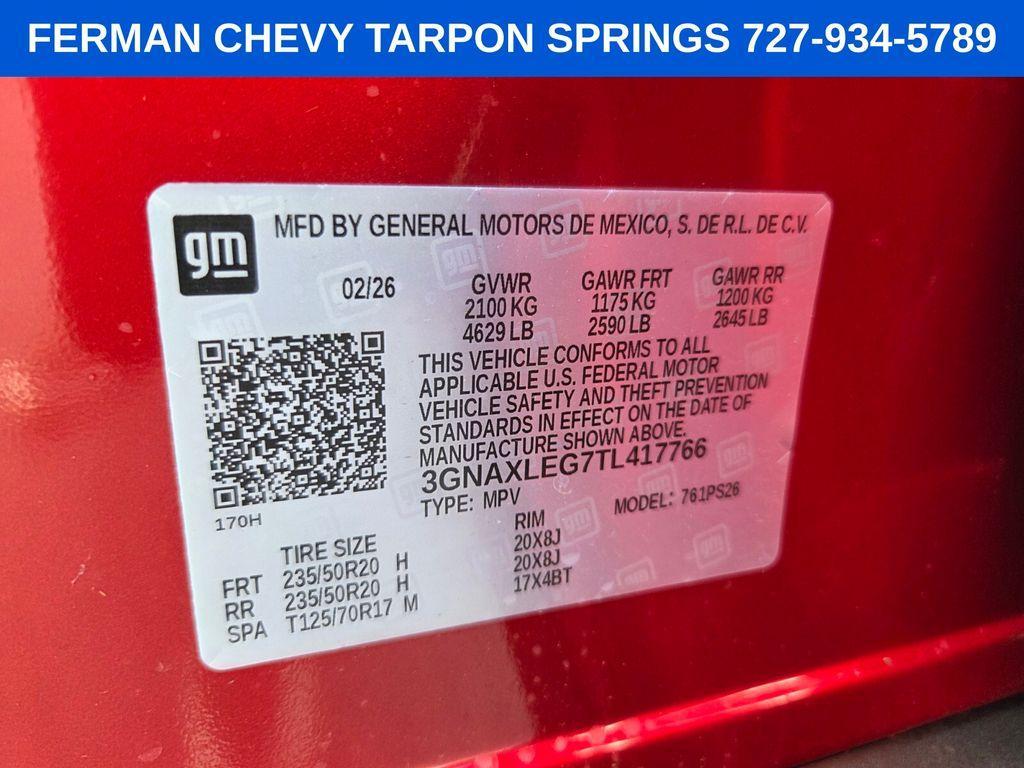 FERMAN CHEVY TARPON SPRINGS 727-934-5789
gm
MFD BY GENERAL MOTORS DE MEXICO, S. DE R.L. DE C.V.
02/26 GVWR GAWR FRT GAWR RR
2100 KG 1175 KG 1200 KG
4629 LB 2590 LB 2645 LB
THIS VEHICLE CONFORMS TO ALL
APPLICABLE U.S. FEDERAL MOTOR
VEHICLE SAFETY AND THEFT PREVENTION
STANDARDS IN EFFECT ON THE DATE OF
MANUFACTURE SHOWN ABOVE.
3GNAXLEG7TL417766
TYPE: MPV MODEL: 761PS26
170H
TIRE SIZE RIM
FRT 235/50R20 H 20X8J
RR 235/50R20 H 20X8J
SPA T125/70R17 M 17X4BT